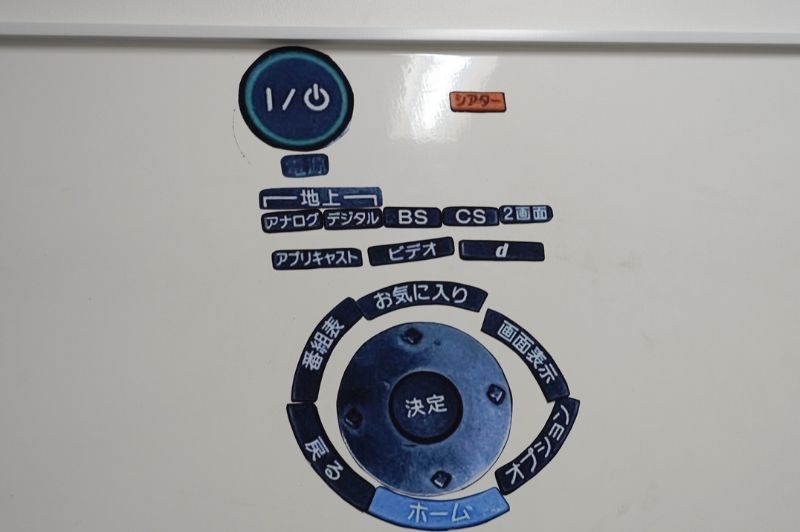 I/⏻
シアター
電源
地上
アナログ デジタル BS CS 2画面
アプリキャスト ビデオ d
お気に入り
番組表 画面表示
決定
戻る オプション
ホーム